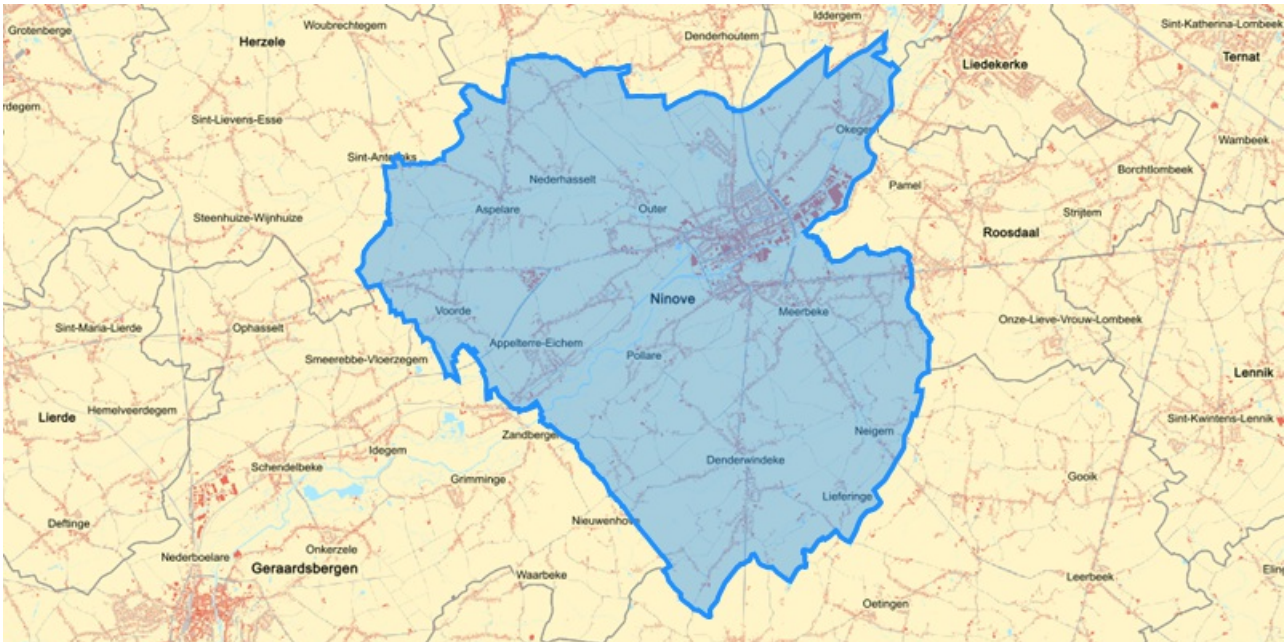 Iddergem
Sint-Katherina-Lombeek
Woubrechtegem
Grotenberge
Denderhoutem
Herzele
Ternat
Liedekerke
rdegem
Sint-Lievens-Esse
Okegem
Wambeek
Sint-Antelinks
Borchtlombeek
Nederhasselt
Pamel
Aspelare
Outer
Strijtem
Steenhuize-Wijnhuize
Roosdaal
Ninove
Voorde
Meerbeke
Onze-Lieve-Vrouw-Lombeek
Sint-Maria-Lierde
Ophasselt
Appelterre-Eichem
Pollare
Smeerebbe-Vloerzegem
Lennik
Hemelveerdegem
Lierde
Sint-Kwintens-Lennik
Neigem
Zandbergen
Idegem
Denderwindeke
Schendelbeke
Gooik
Grimminge
Lieferinge
Nieuwenhove
Deftinge
Onkerzele
Nederboelare
Geraardsbergen
Eling
Waarbeke
Leerbeek
Oetingen